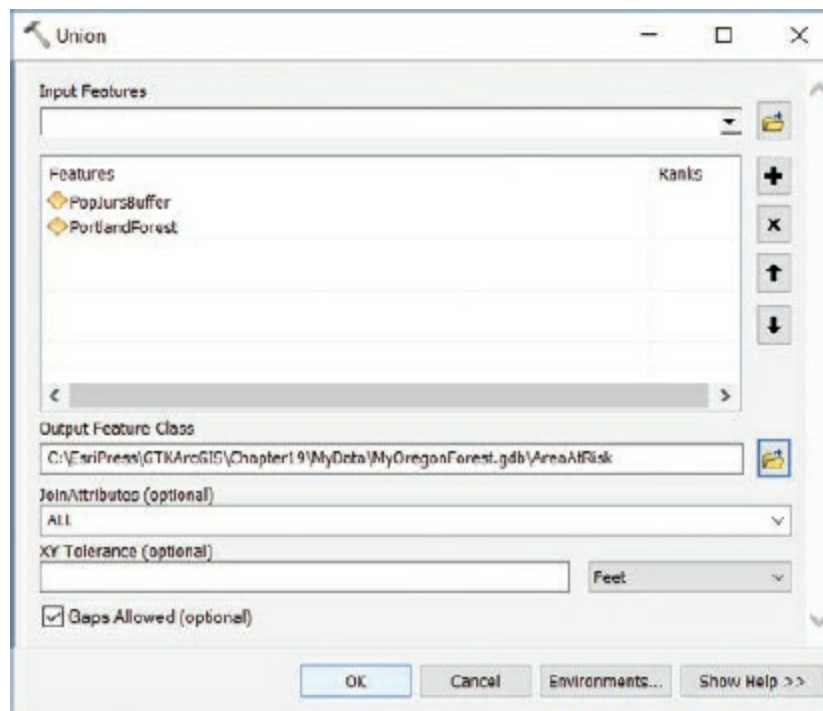 Union
Input Features
Features Ranks
PopJursBuffer
PortlandForest
Output Feature Class
C:\EsriPress\GTKArcGIS\Chapter19\MyData\MyOregonForest.gdb\AreaAtRisk
JoinAttributes (optional)
ALL
XY Tolerance (optional)
Feet
Gaps Allowed (optional)
OK Cancel Environments... Show Help >>